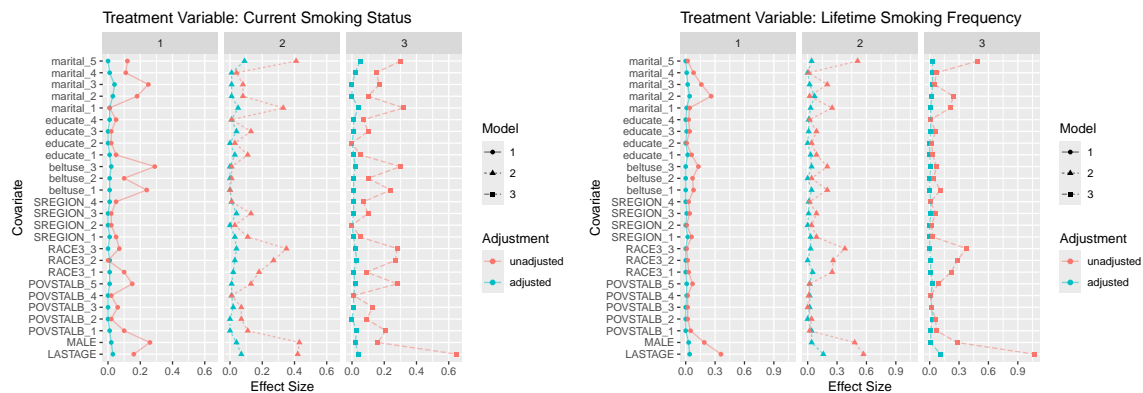 Treatment Variable: Current Smoking Status
1 2 3
marital_5
marital_4
marital_3
marital_2
marital_1
educate_4
educate_3
educate_2
educate_1
beltuse_3
beltuse_2
beltuse_1
SREGION_4
SREGION_3
SREGION_2
SREGION_1
RACE3_3
RACE3_2
RACE3_1
POVSTALB_5
POVSTALB_4
POVSTALB_3
POVSTALB_2
POVSTALB_1
MALE
LASTAGE
Covariate
0.0 0.2 0.4 0.6 0.0 0.2 0.4 0.6 0.0 0.2 0.4 0.6
Effect Size
Model
1
2
3
Adjustment
unadjusted
adjusted
Treatment Variable: Lifetime Smoking Frequency
1 2 3
marital_5
marital_4
marital_3
marital_2
marital_1
educate_4
educate_3
educate_2
educate_1
beltuse_3
beltuse_2
beltuse_1
SREGION_4
SREGION_3
SREGION_2
SREGION_1
RACE3_3
RACE3_2
RACE3_1
POVSTALB_5
POVSTALB_4
POVSTALB_3
POVSTALB_2
POVSTALB_1
MALE
LASTAGE
Covariate
0.0 0.3 0.6 0.9 0.0 0.3 0.6 0.9 0.0 0.3 0.6 0.9
Effect Size
Model
1
2
3
Adjustment
unadjusted
adjusted